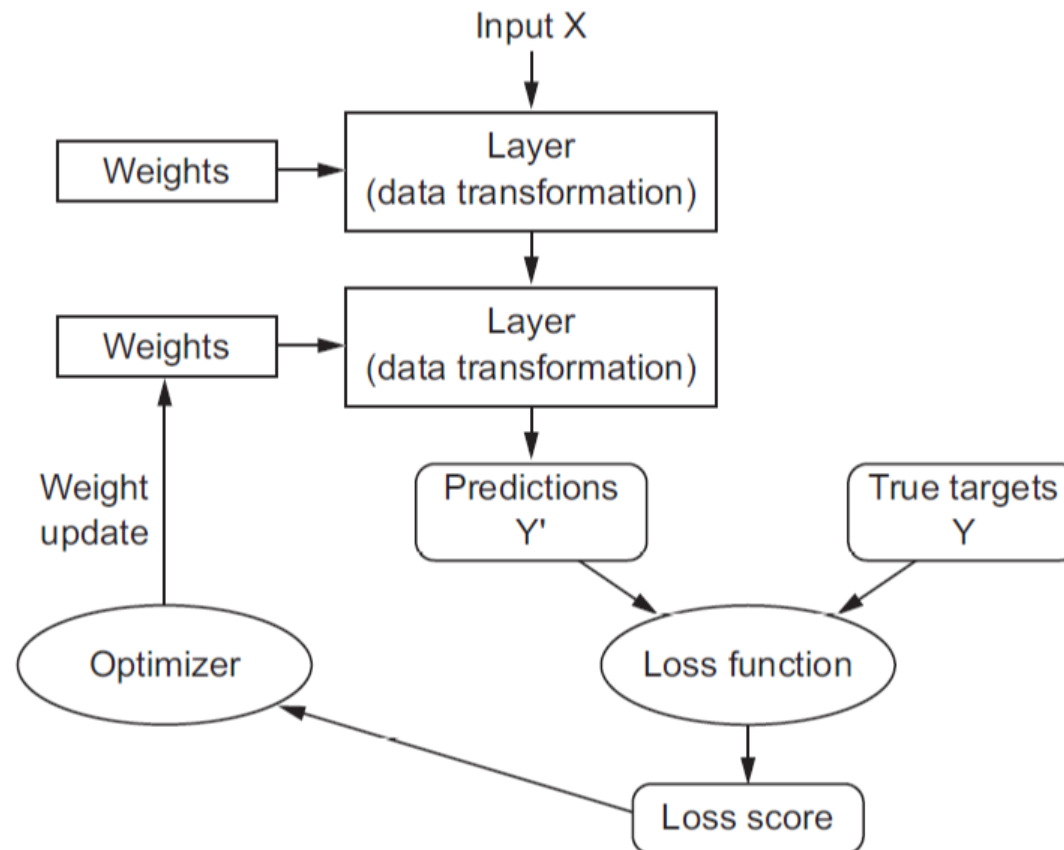 Input X
Weights
Layer
(data transformation)
Weights
Layer
(data transformation)
Weight
update
Predictions
Y'
True targets
Y
Optimizer
Loss function
Loss score